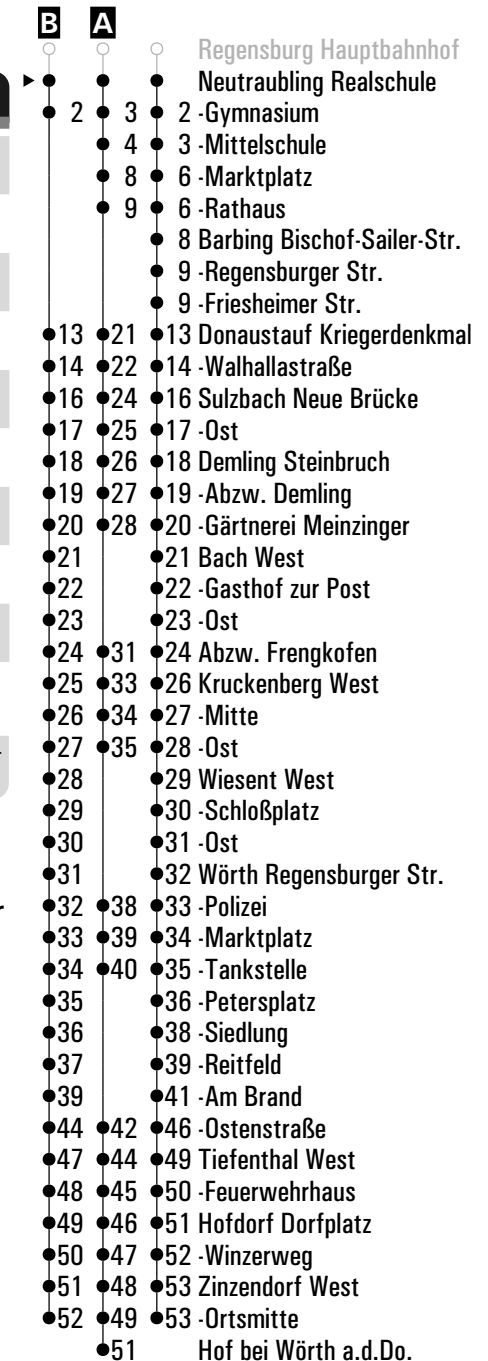 B A
Regensburg Hauptbahnhof
Neutraubling Realschule
2 3 2 -Gymnasium
4 3 -Mittelschule
8 6 -Marktplatz
9 6 -Rathaus
8 Barbing Bischof-Sailer-Str.
9 -Regensburger Str.
9 -Friesheimer Str.
13 21 13 Donaustauf Kriegerdenkmal
14 22 14 -Walhallastraße
16 24 16 Sulzbach Neue Brücke
17 25 17 -Ost
18 26 18 Demling Steinbruch
19 27 19 -Abzw. Demling
20 28 20 -Gärtnerei Meinzinger
21 21 Bach West
22 22 -Gasthof zur Post
23 23 -Ost
24 31 24 Abzw. Frengkofen
25 33 26 Kruckenberg West
26 34 27 -Mitte
27 35 28 -Ost
28 29 Wiesent West
29 30 -Schloßplatz
30 31 -Ost
31 32 Wörth Regensburger Str.
32 38 33 -Polizei
33 39 34 -Marktplatz
34 40 35 -Tankstelle
35 36 -Petersplatz
36 38 -Siedlung
37 39 -Reitfeld
39 41 -Am Brand
44 42 46 -Ostenstraße
47 44 49 Tiefenthal West
48 45 50 -Feuerwehrhaus
49 46 51 Hofdorf Dorfplatz
50 47 52 -Winzerweg
51 48 53 Zinzendorf West
52 49 53 -Ortsmitte
51 Hof bei Wörth a.d.Do.